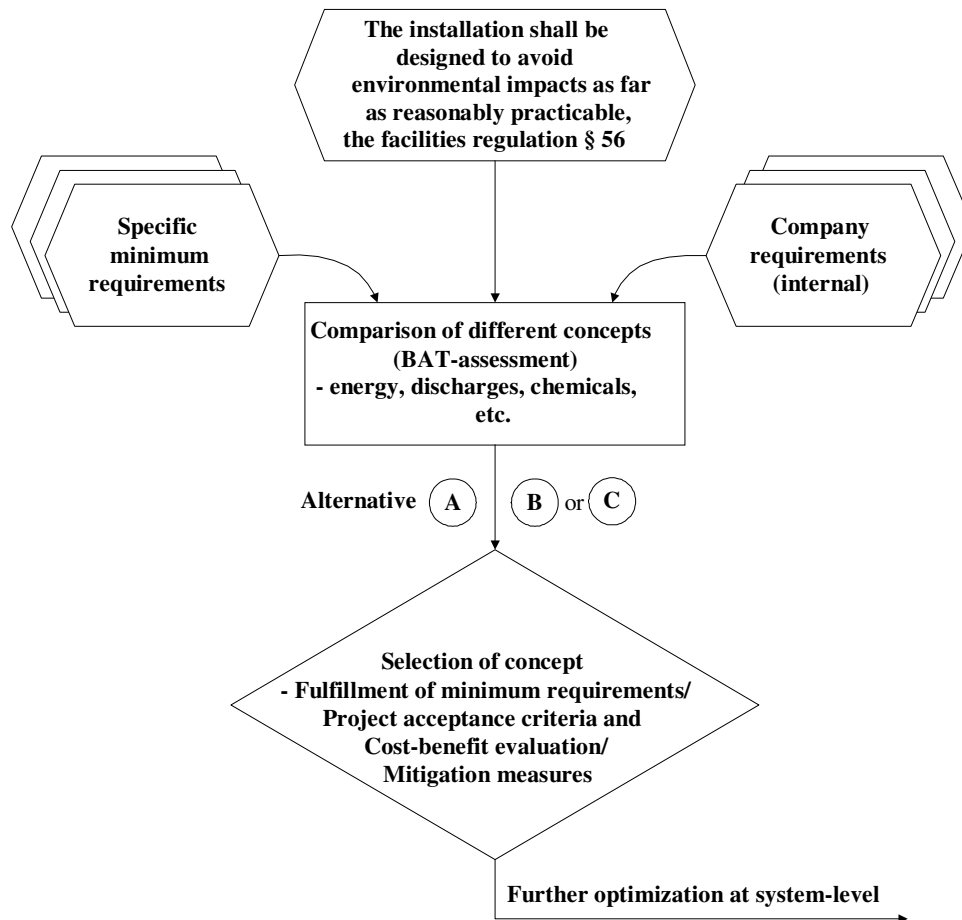 The installation shall be
designed to avoid
environmental impacts as far
as reasonably practicable,
the facilities regulation § 56
Specific
minimum
requirements
Company
requirements
(internal)
Comparison of different concepts
(BAT-assessment)
- energy, discharges, chemicals,
etc.
Alternative A B or C
Selection of concept
- Fulfillment of minimum requirements/
Project acceptance criteria and
Cost-benefit evaluation/
Mitigation measures
Further optimization at system-level